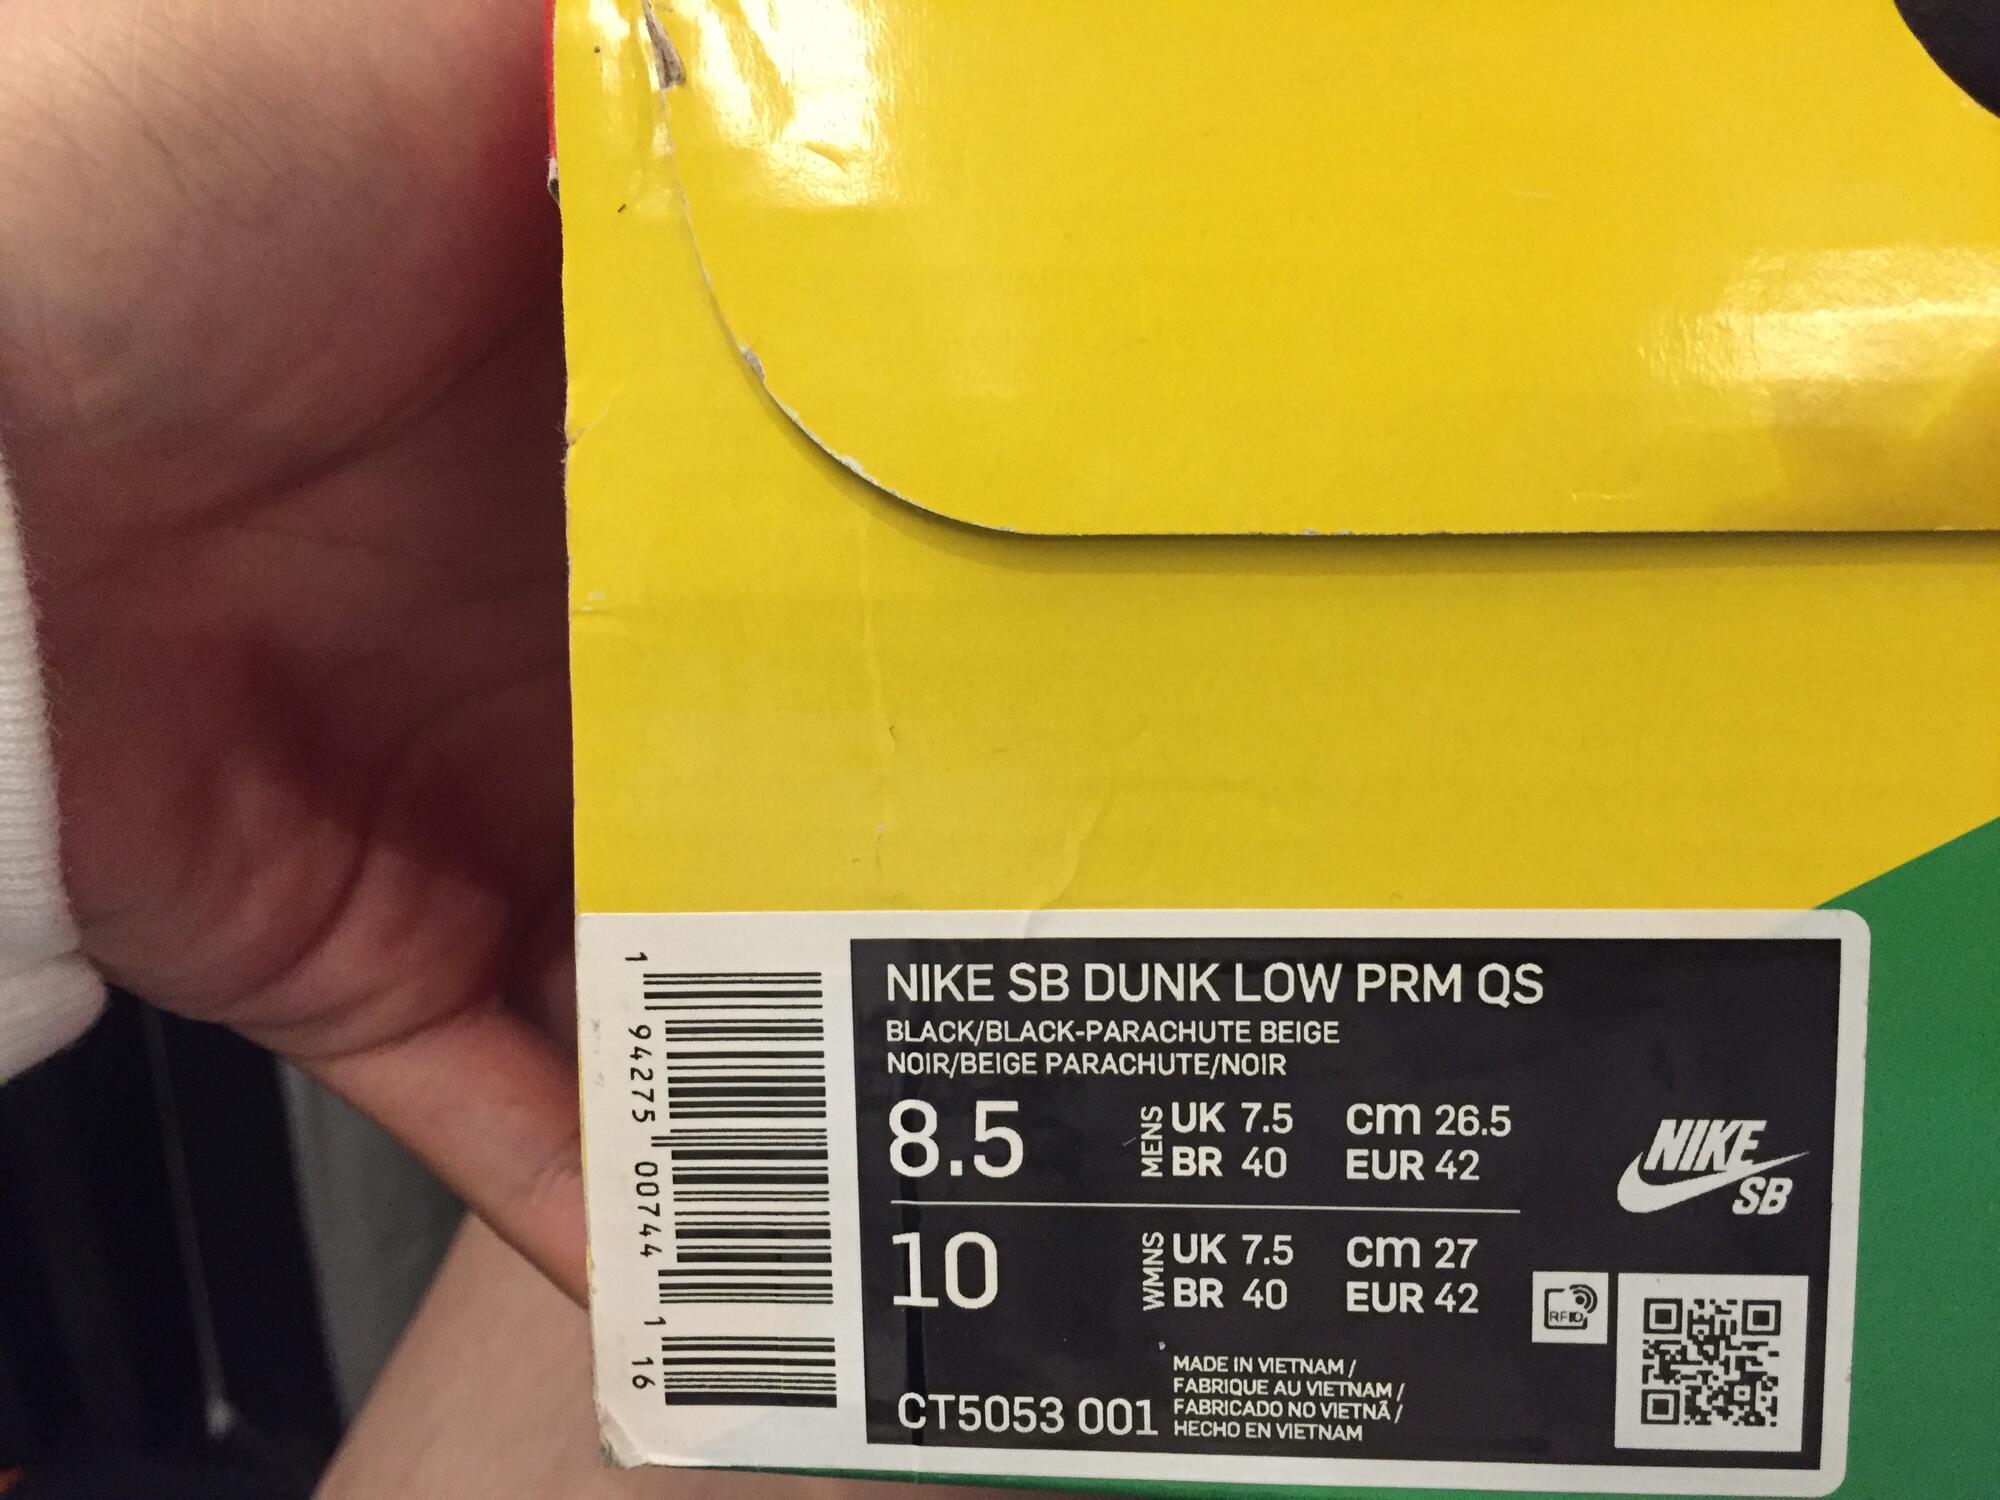 NIKE SB DUNK LOW PRM QS
BLACK/BLACK-PARACHUTE BEIGE
NOIR/BEIGE PARACHUTE/NOIR
8.5
MENS
UK 7.5 cm 26.5
BR 40 EUR 42
10
WMNS
UK 7.5 cm 27
BR 40 EUR 42
CT5053 001
MADE IN VIETNAM /
FABRIQUE AU VIETNAM /
FABRICADO NO VIETNÃ /
HECHO EN VIETNAM
NIKE
SB
RFID
1 94275 00744 1 16